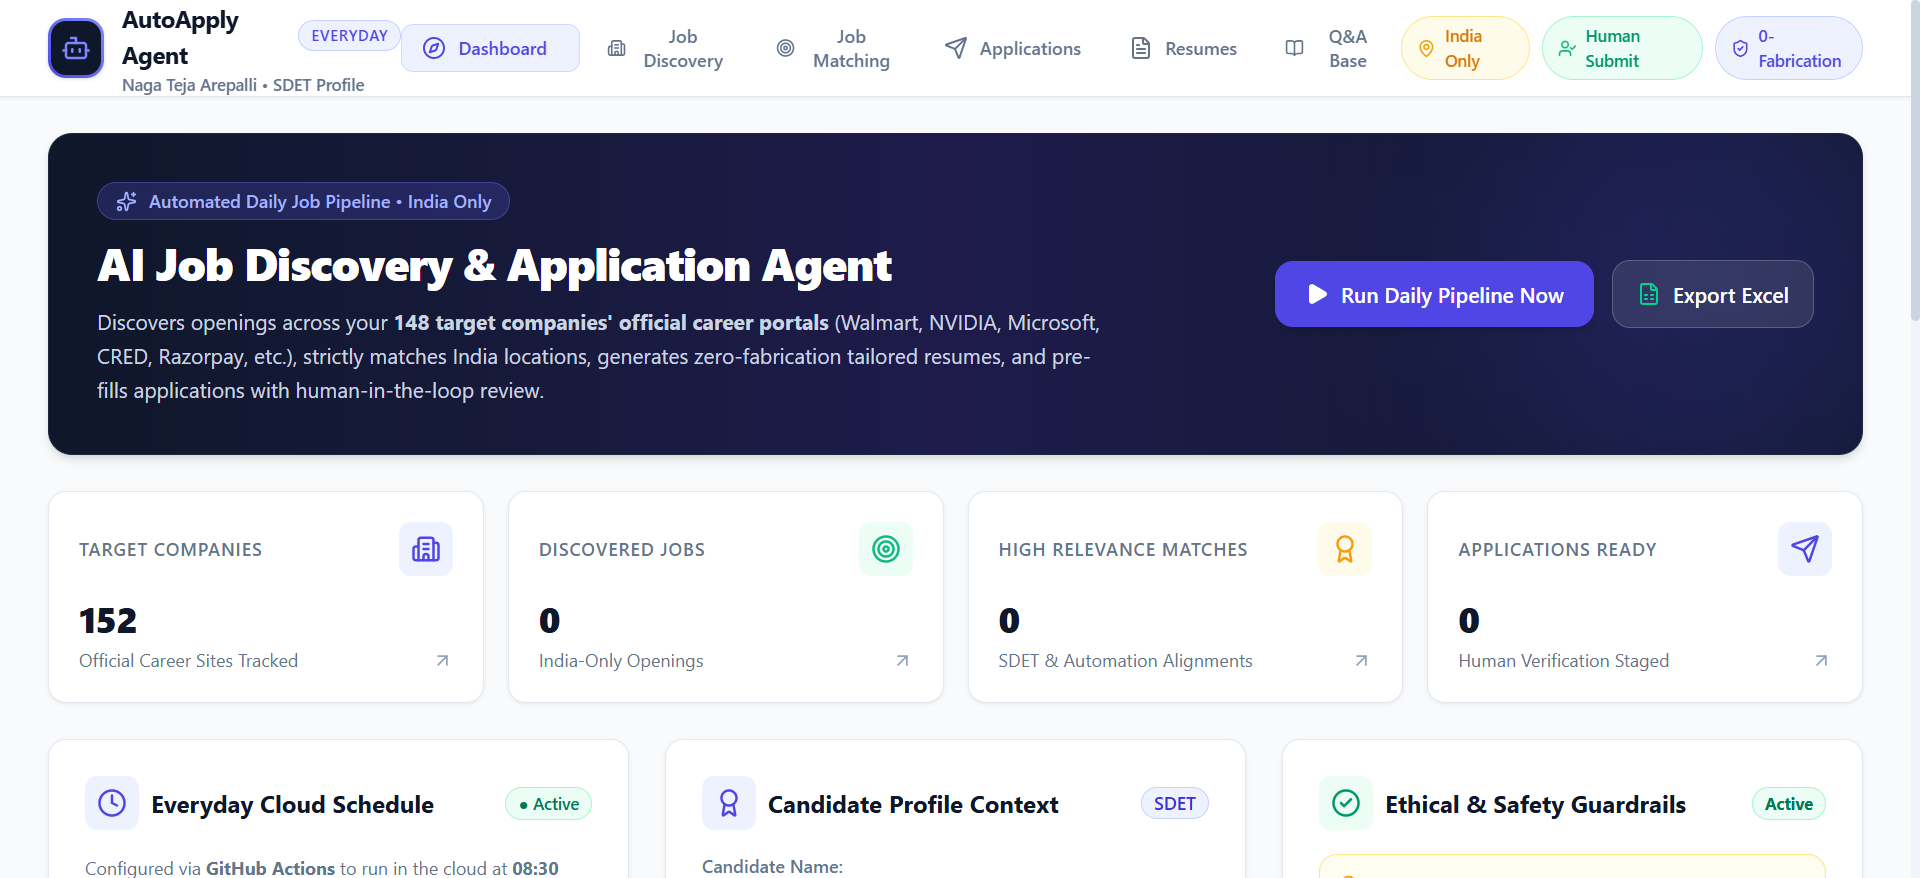 AutoApply
Agent
EVERYDAY
Naga Teja Arepalli • SDET Profile
Dashboard
Job
Discovery
Job
Matching
Applications
Resumes
Q&A
Base
India
Only
Human
Submit
0-
Fabrication
Automated Daily Job Pipeline • India Only
AI Job Discovery & Application Agent
Discovers openings across your 148 target companies' official career portals (Walmart, NVIDIA, Microsoft,
CRED, Razorpay, etc.), strictly matches India locations, generates zero-fabrication tailored resumes, and pre-
fills applications with human-in-the-loop review.
Run Daily Pipeline Now
Export Excel
TARGET COMPANIES
152
Official Career Sites Tracked
DISCOVERED JOBS
0
India-Only Openings
HIGH RELEVANCE MATCHES
0
SDET & Automation Alignments
APPLICATIONS READY
0
Human Verification Staged
Everyday Cloud Schedule
● Active
Configured via GitHub Actions to run in the cloud at 08:30
Candidate Profile Context
SDET
Candidate Name:
Ethical & Safety Guardrails
Active